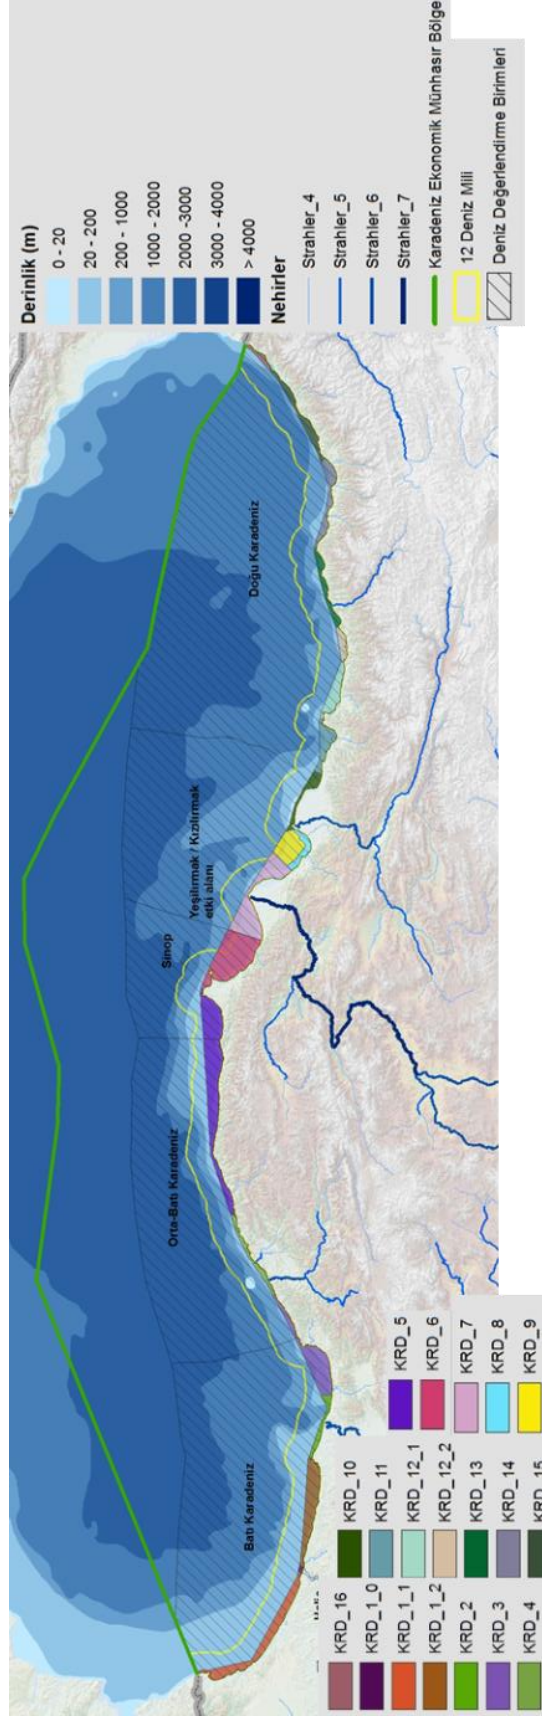 Derinlik (m)
0 - 20
20 - 200
200 - 1000
1000 - 2000
2000 -3000
3000 - 4000
> 4000
Nehirler
Strahler_4
Strahler_5
Strahler_6
Strahler_7
Karadeniz Ekonomik Münhasır Bölge
12 Deniz Mili
Deniz Değerlendirme Birimleri
Batı Karadeniz
Orta-Batı Karadeniz
Sinop
Yeşilırmak / Kızılırmak
etki alanı
Doğu Karadeniz
KRD_16
KRD_1_0
KRD_1_1
KRD_1_2
KRD_2
KRD_3
KRD_4
KRD_10
KRD_11
KRD_12_1
KRD_12_2
KRD_13
KRD_14
KRD_15
KRD_5
KRD_6
KRD_7
KRD_8
KRD_9